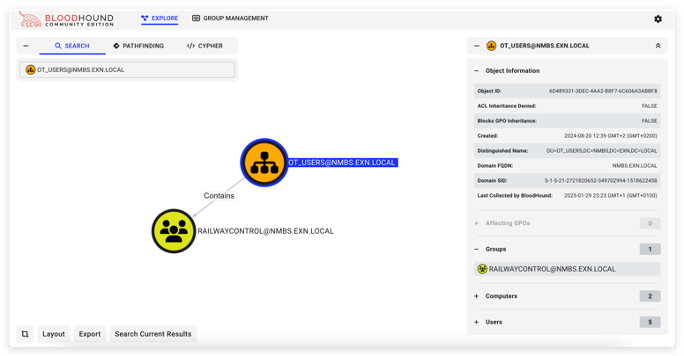 BLOODHOUND
COMMUNITY EDITION
EXPLORE
GROUP MANAGEMENT
SEARCH
PATHFINDING
CYPHER
OT_USERS@NMBS.EXN.LOCAL
OT_USERS@NMBS.EXN.LOCAL
Contains
RAILWAYCONTROL@NMBS.EXN.LOCAL
Layout
Export
Search Current Results
OT_USERS@NMBS.EXN.LOCAL
Object Information
Object ID: 6D489331-3DEC-4AA2-BBF7-6C606A3ABBF8
ACL Inheritance Denied: FALSE
Blocks GPO Inheritance: FALSE
Created: 2024-08-20 12:39 GMT+2 (GMT+0200)
Distinguished Name: OU=OT_USERS,DC=NMBS,DC=EXN,DC=LOCAL
Domain FQDN: NMBS.EXN.LOCAL
Domain SID: S-1-5-21-2721820652-349702994-1518622458
Last Collected by BloodHound: 2025-01-29 23:23 GMT+1 (GMT+0100)
Affecting GPOs 0
Groups 1
RAILWAYCONTROL@NMBS.EXN.LOCAL
Computers 2
Users 5